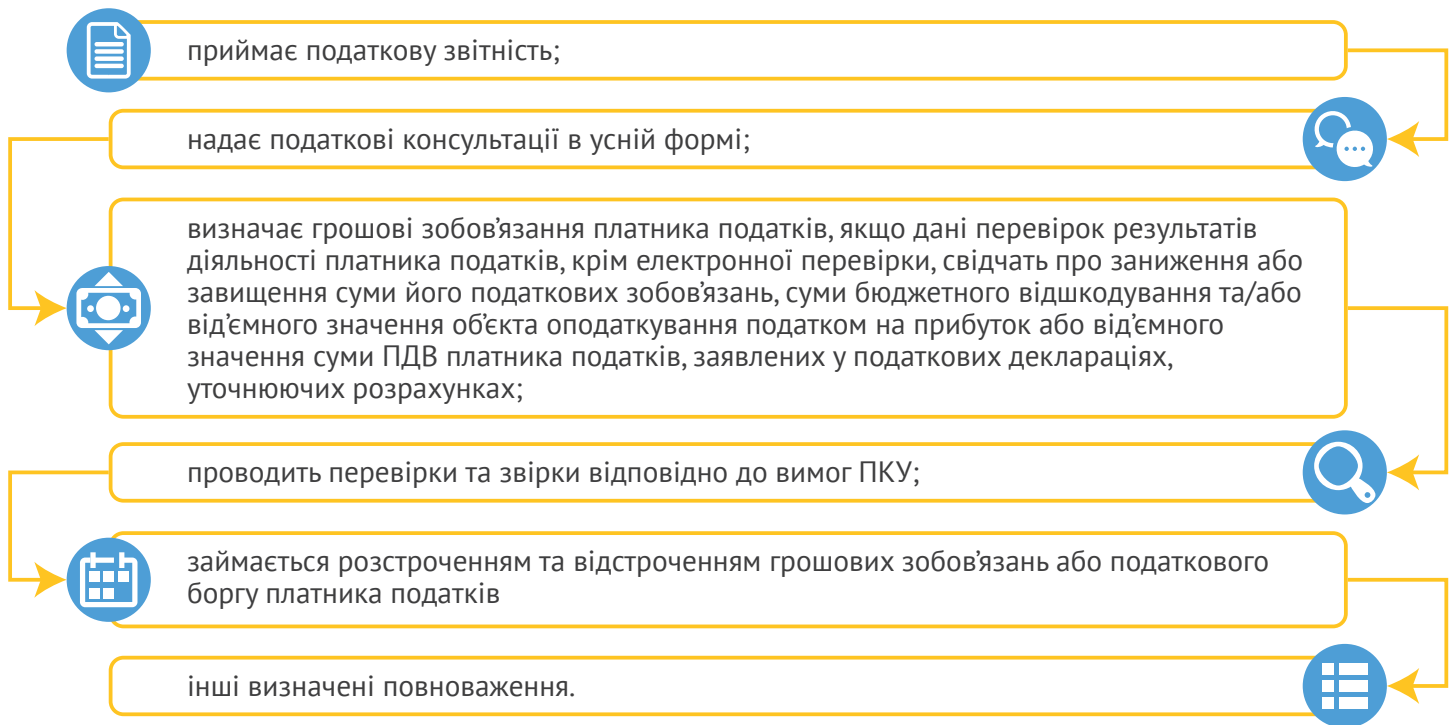 приймає податкову звітність;
надає податкові консультації в усній формі;
визначає грошові зобов'язання платника податків, якщо дані перевірок результатів
діяльності платника податків, крім електронної перевірки, свідчать про заниження або
завищення суми його податкових зобов'язань, суми бюджетного відшкодування та/або
від'ємного значення об'єкта оподаткування податком на прибуток або від'ємного
значення суми ПДВ платника податків, заявлених у податкових деклараціях,
уточнюючих розрахунках;
проводить перевірки та звірки відповідно до вимог ПКУ;
займається розстроченням та відстроченням грошових зобов'язань або податкового
боргу платника податків
інші визначені повноваження.